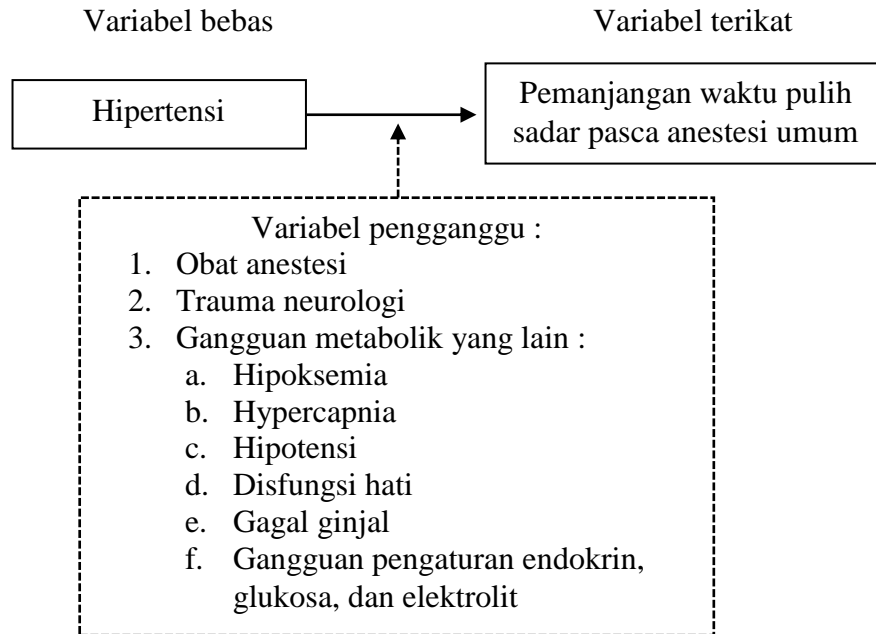 Variabel bebas
Variabel terikat
Hipertensi
Pemanjangan waktu pulih
sadar pasca anestesi umum
Variabel pengganggu :
1. Obat anestesi
2. Trauma neurologi
3. Gangguan metabolik yang lain :
a. Hipoksemia
b. Hypercapnia
c. Hipotensi
d. Disfungsi hati
e. Gagal ginjal
f. Gangguan pengaturan endokrin,
glukosa, dan elektrolit